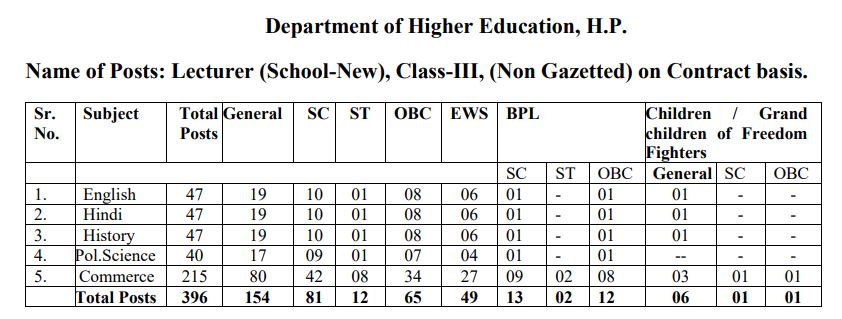 Department of Higher Education, H.P.
Name of Posts: Lecturer (School-New), Class-III, (Non Gazetted) on Contract basis.
Sr. No. Subject Total Posts General SC ST OBC EWS BPL Children / Grand children of Freedom Fighters
SC ST OBC General SC OBC
1. English 47 19 10 01 08 06 01 - 01 01 - -
2. Hindi 47 19 10 01 08 06 01 - 01 01 - -
3. History 47 19 10 01 08 06 01 - 01 01 - -
4. Pol.Science 40 17 09 01 07 04 01 - 01 -- - -
5. Commerce 215 80 42 08 34 27 09 02 08 03 01 01
Total Posts 396 154 81 12 65 49 13 02 12 06 01 01